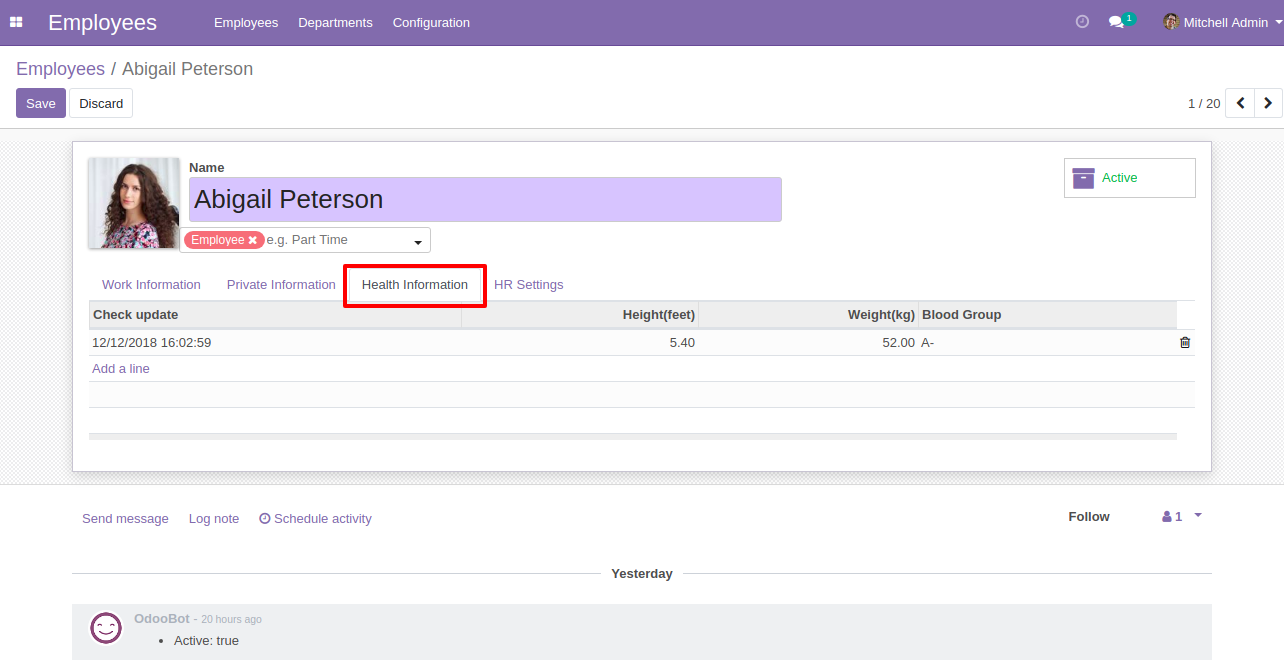 Employees Employees Departments Configuration 1 Mitchell Admin
Employees / Abigail Peterson
Save Discard 1 / 20
Name
Abigail Peterson
Active
Employee e.g. Part Time
Work Information Private Information Health Information HR Settings
Check update Height(feet) Weight(kg) Blood Group
12/12/2018 16:02:59 5.40 52.00 A-
Add a line
Send message Log note Schedule activity Follow 1
Yesterday
OdooBot - 20 hours ago
• Active: true